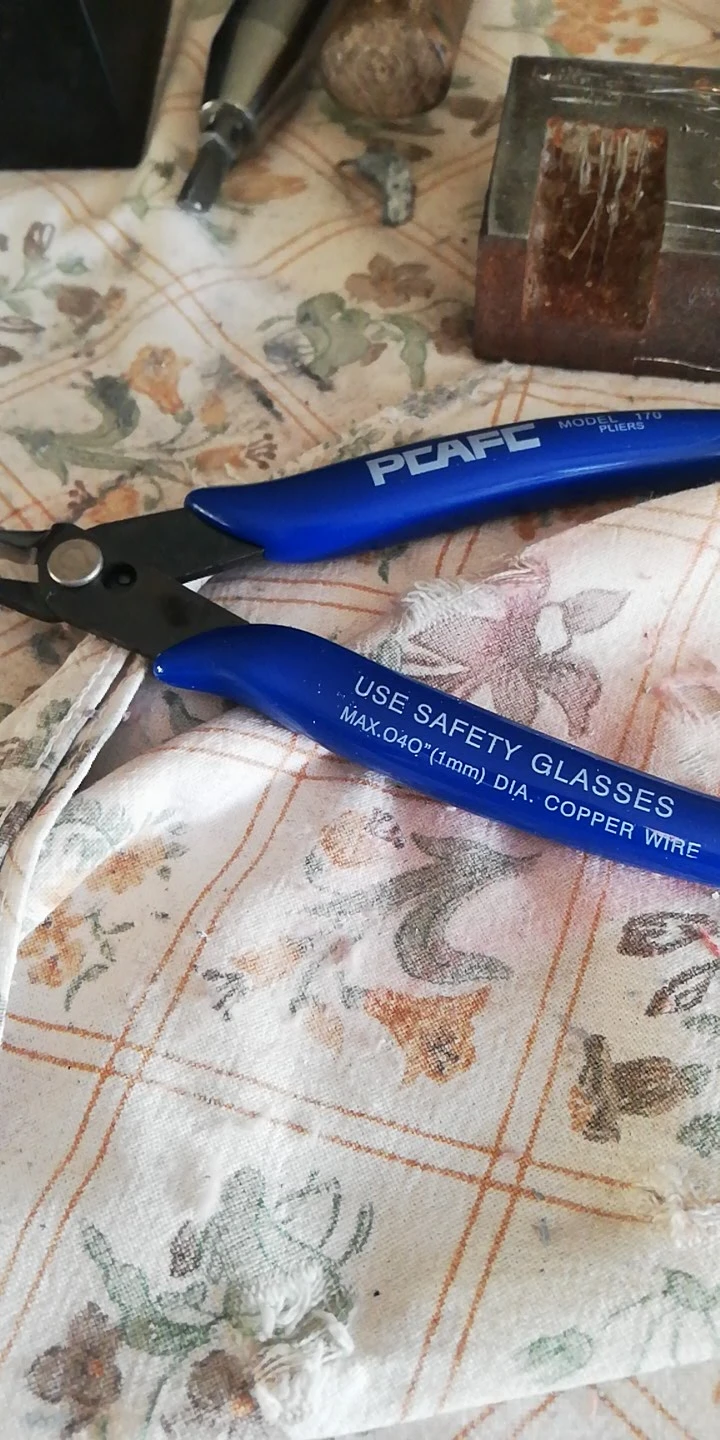 PCAFC
MODEL 170
PLIERS
USE SAFETY GLASSES
MAX.040"(1mm) DIA. COPPER WIRE